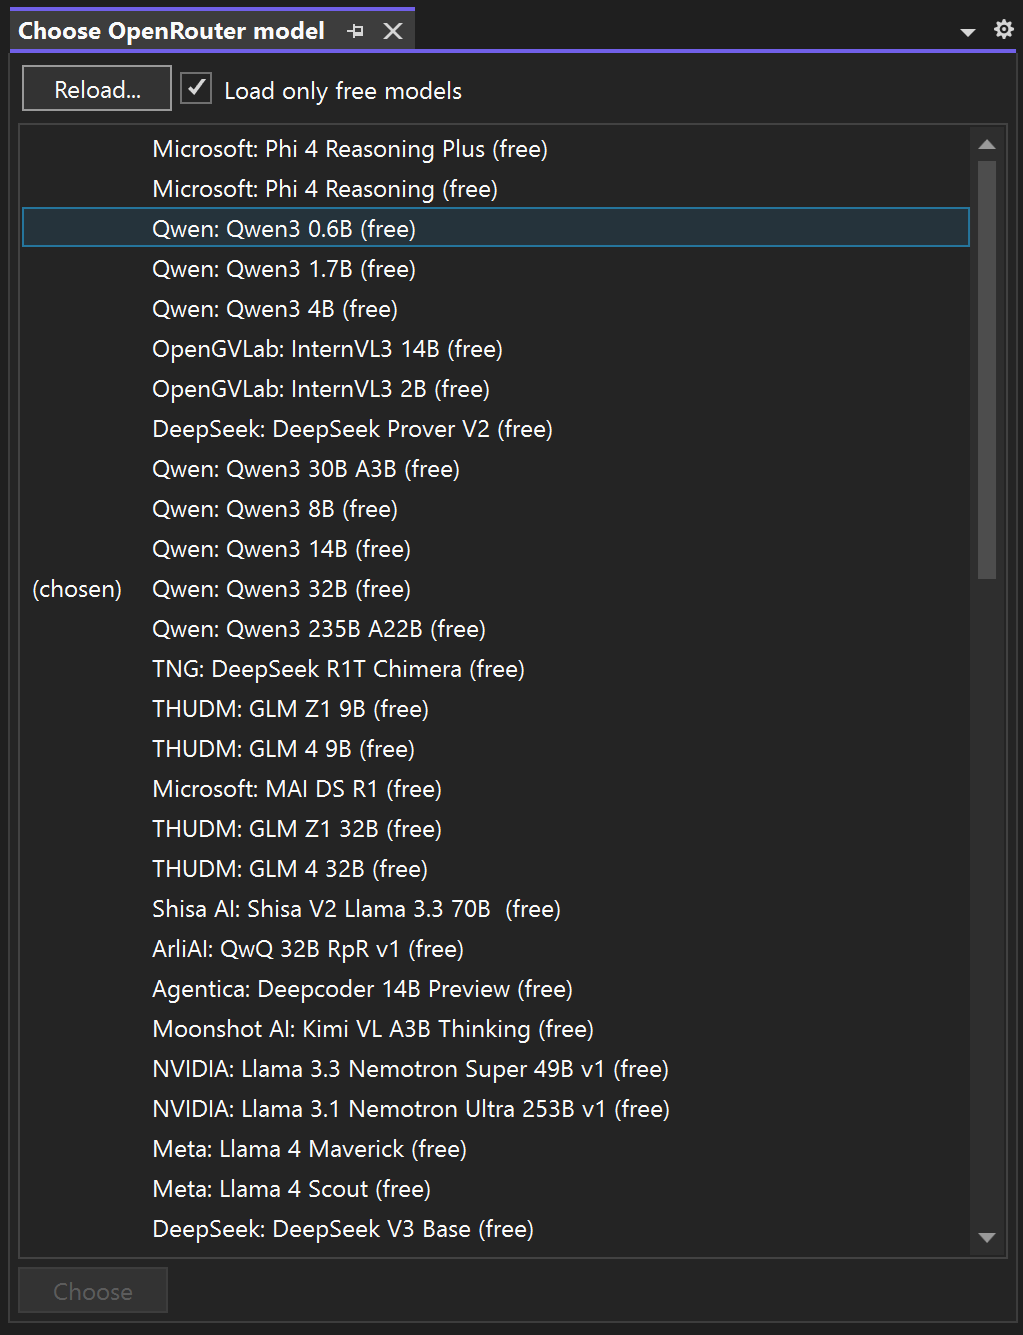 Choose OpenRouter model
Reload... Load only free models
Microsoft: Phi 4 Reasoning Plus (free)
Microsoft: Phi 4 Reasoning (free)
Qwen: Qwen3 0.6B (free)
Qwen: Qwen3 1.7B (free)
Qwen: Qwen3 4B (free)
OpenGVLab: InternVL3 14B (free)
OpenGVLab: InternVL3 2B (free)
DeepSeek: DeepSeek Prover V2 (free)
Qwen: Qwen3 30B A3B (free)
Qwen: Qwen3 8B (free)
Qwen: Qwen3 14B (free)
(chosen) Qwen: Qwen3 32B (free)
Qwen: Qwen3 235B A22B (free)
TNG: DeepSeek R1T Chimera (free)
THUDM: GLM Z1 9B (free)
THUDM: GLM 4 9B (free)
Microsoft: MAI DS R1 (free)
THUDM: GLM Z1 32B (free)
THUDM: GLM 4 32B (free)
Shisa AI: Shisa V2 Llama 3.3 70B  (free)
ArliAI: QwQ 32B RpR v1 (free)
Agentica: Deepcoder 14B Preview (free)
Moonshot AI: Kimi VL A3B Thinking (free)
NVIDIA: Llama 3.3 Nemotron Super 49B v1 (free)
NVIDIA: Llama 3.1 Nemotron Ultra 253B v1 (free)
Meta: Llama 4 Maverick (free)
Meta: Llama 4 Scout (free)
DeepSeek: DeepSeek V3 Base (free)
Choose